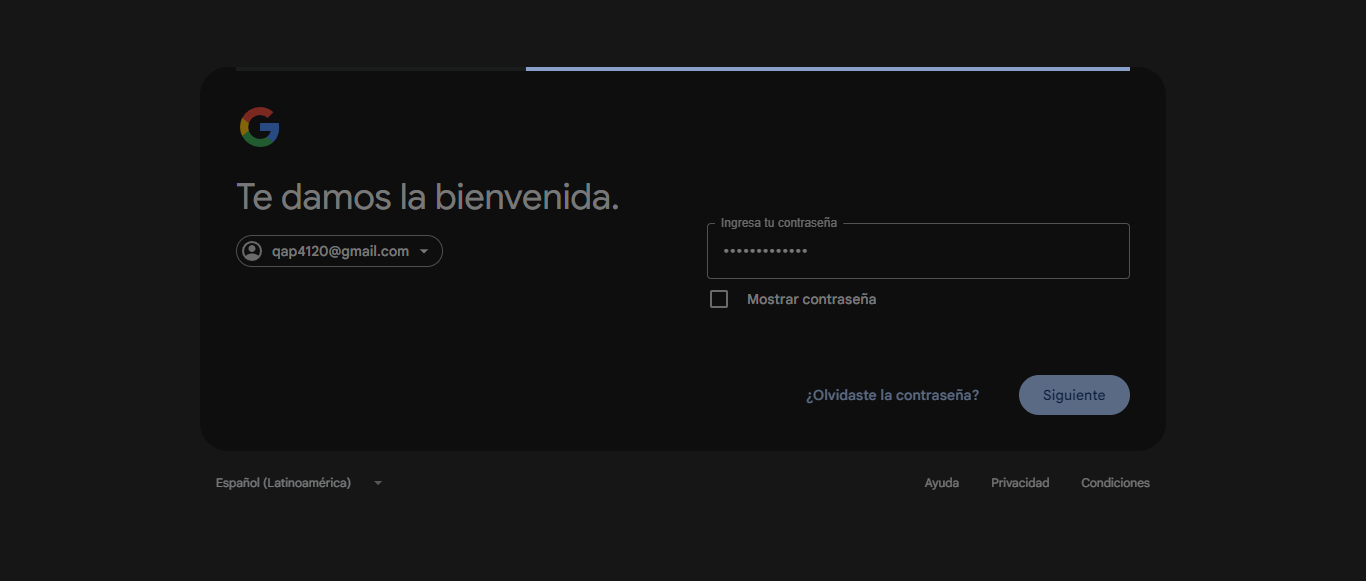 Te damos la bienvenida.
qap4120@gmail.com
Ingresa tu contraseña
•••••••••••••
Mostrar contraseña
¿Olvidaste la contraseña?
Siguiente
Español (Latinoamérica)
Ayuda
Privacidad
Condiciones